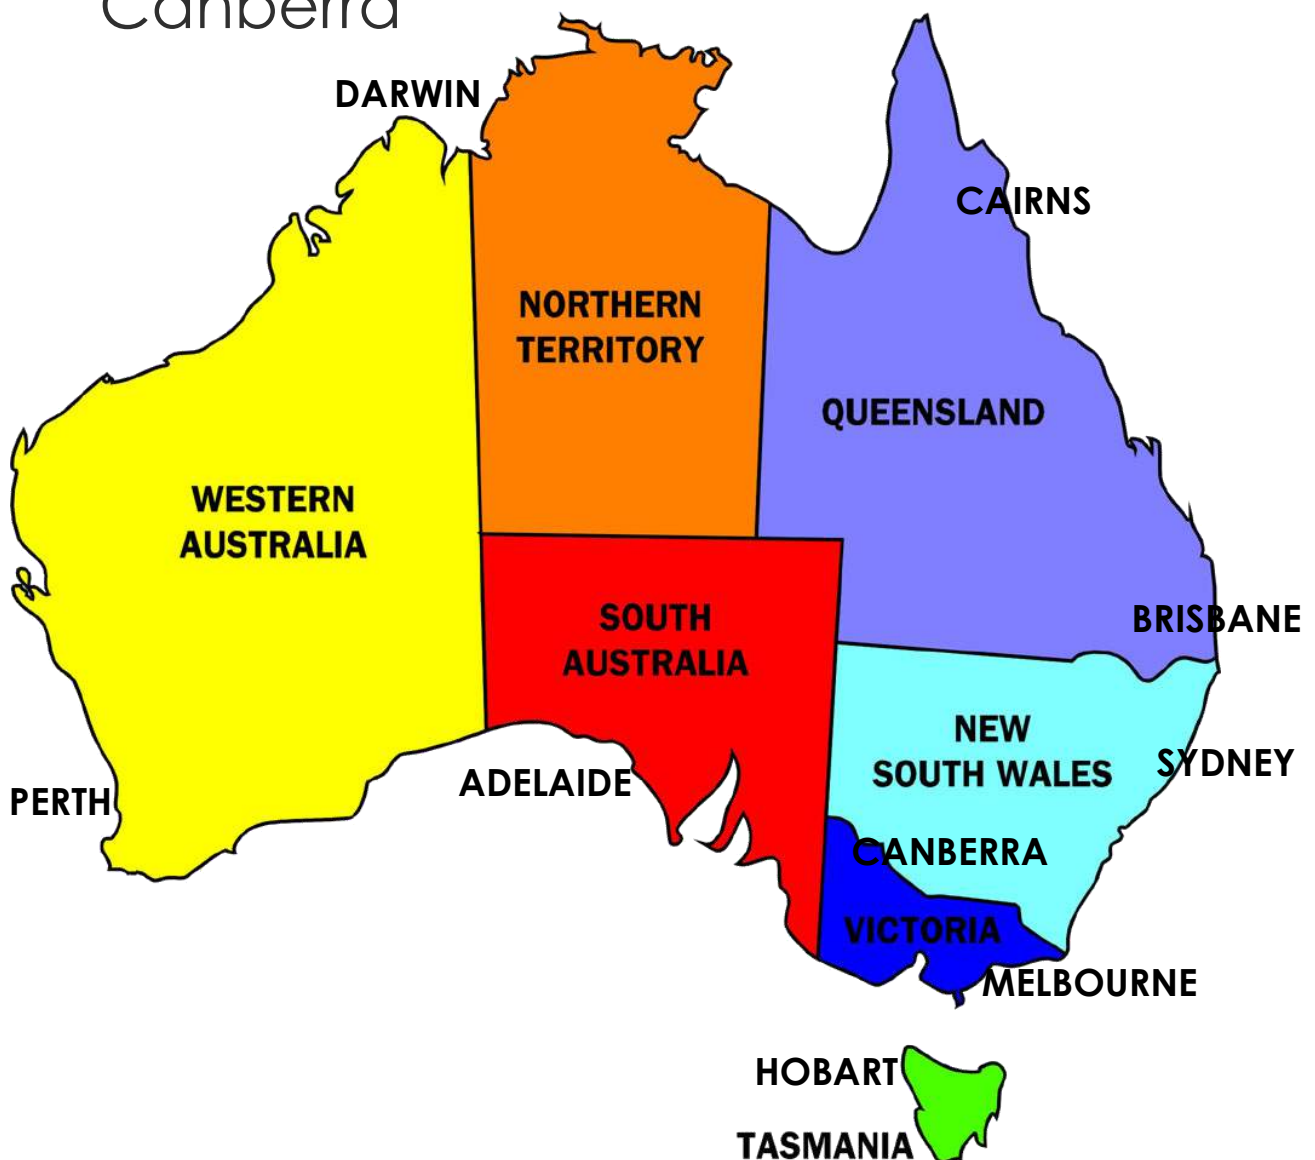 Canberra
DARWIN
CAIRNS
NORTHERN
TERRITORY
QUEENSLAND
WESTERN
AUSTRALIA
SOUTH
AUSTRALIA
BRISBANE
NEW
SOUTH WALES
SYDNEY
ADELAIDE
PERTH
CANBERRA
VICTORIA
MELBOURNE
HOBART
TASMANIA